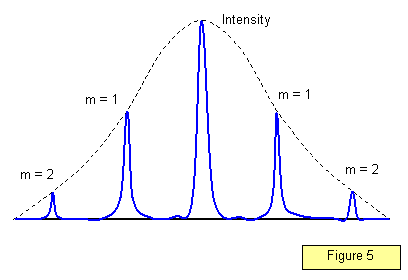 Intensity
m = 1
m = 1
m = 2
m = 2
Figure 5